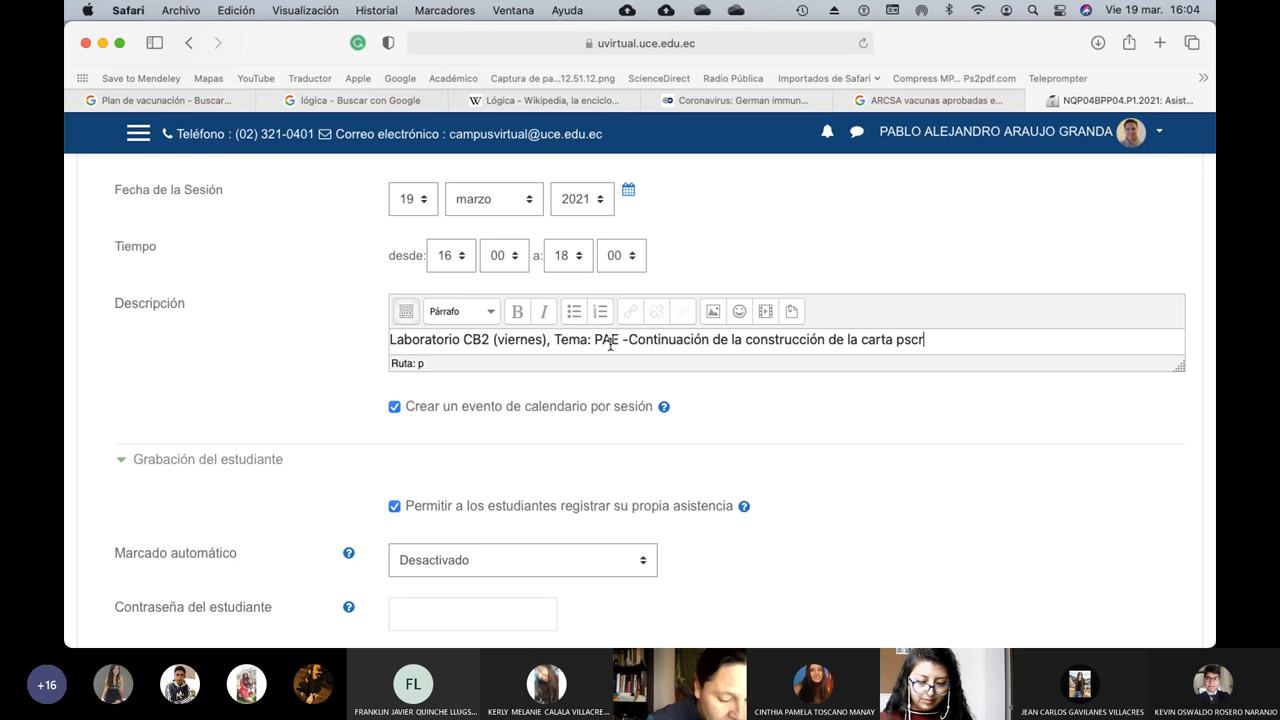 Safari Archivo Edición Visualización Historial Marcadores Ventana Ayuda Vie 19 mar. 16:04
uvirtual.uce.edu.ec
Save to Mendeley Mapas YouTube Traductor Apple Google Académico Captura de pa...12.51.12.png ScienceDirect Radio Pública Importados de Safari Compress MP... Ps2pdf.com Teleprompter
Plan de vacunación - Buscar... lógica - Buscar con Google Lógica - Wikipedia, la enciclo... Coronavirus: German immun... ARCSA vacunas aprobadas e... NQP04BPP04.P1.2021: Asist...
Teléfono : (02) 321-0401 Correo electrónico : campusvirtual@uce.edu.ec PABLO ALEJANDRO ARAUJO GRANDA
Fecha de la Sesión 19 marzo 2021
Tiempo desde: 16 00 a: 18 00
Descripción Párrafo B I
Laboratorio CB2 (viernes), Tema: PAE -Continuación de la construcción de la carta pscr
Ruta: p
Crear un evento de calendario por sesión
Grabación del estudiante
Permitir a los estudiantes registrar su propia asistencia
Marcado automático Desactivado
Contraseña del estudiante
+16 FL
FRANKLIN JAVIER QUINCHE LLUGS... KERLY MELANIE CAIALA VILLACRE... CINTHIA PAMELA TOSCANO MANAY JEAN CARLOS GAVILANES VILLACRES KEVIN OSWALDO ROSERO NARANJO